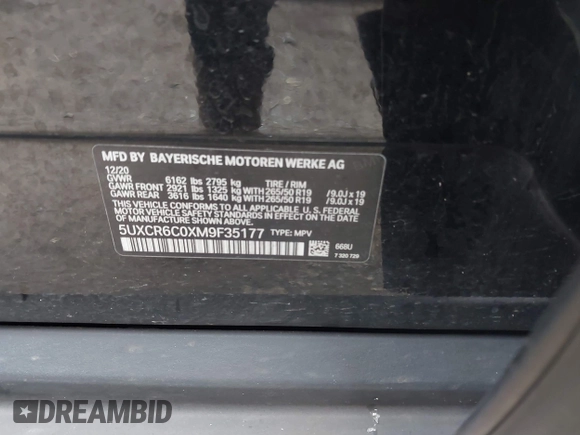 MFD BY BAYERISCHE MOTOREN WERKE AG
12/20
GVWR 6162 lbs 2795 kg TIRE / RIM
GAWR FRONT 2921 lbs 1325 kg WITH 265/50 R19 /9.0J x 19
GAWR REAR 3616 lbs 1640 kg WITH 265/50 R19 /9.0J x 19
THIS VEHICLE CONFORMS TO ALL APPLICABLE U. S. FEDERAL
MOTOR VEHICLE SAFETY STANDARDS IN EFFECT ON THE DATE
OF MANUFACTURE SHOWN ABOVE.
5UXCR6C0XM9F35177 TYPE: MPV
668U
7 320 729
DREAMBID